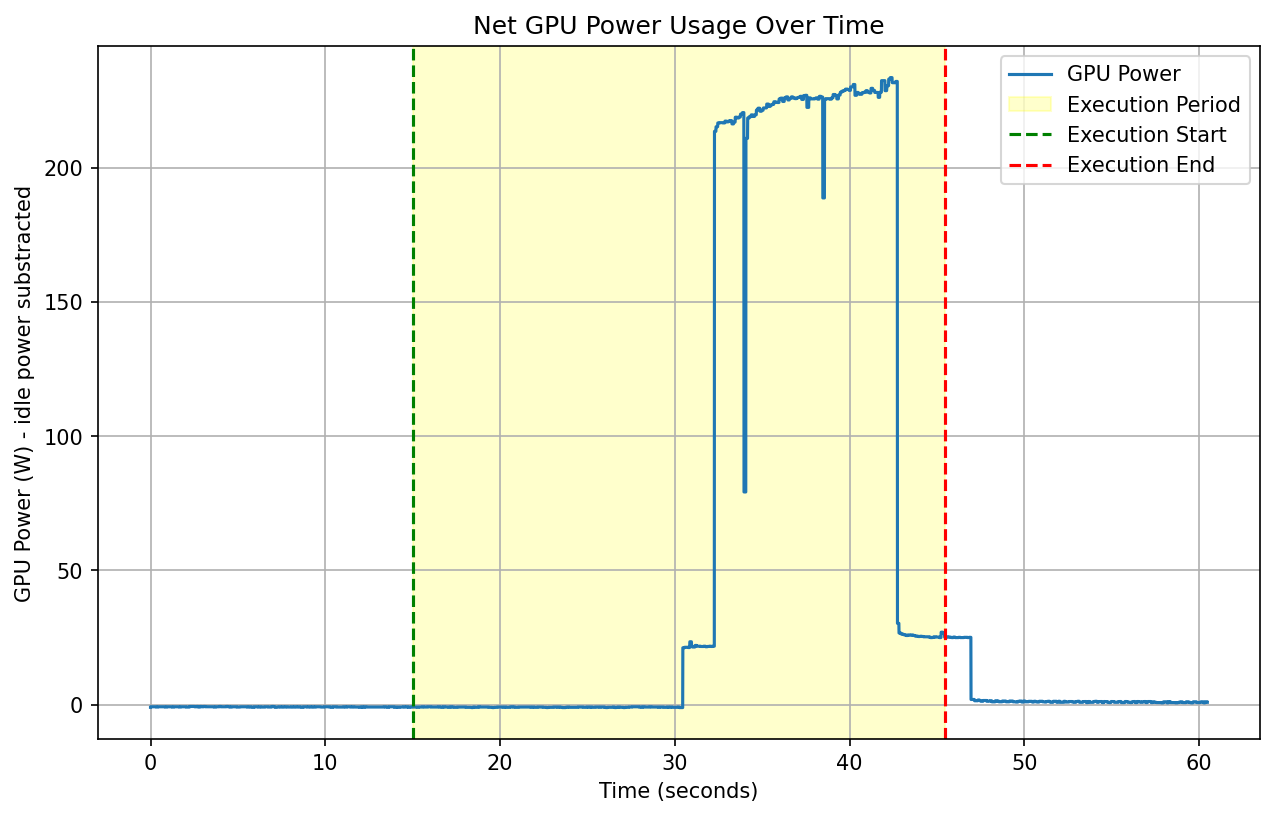 Net GPU Power Usage Over Time
GPU Power
Execution Period
Execution Start
Execution End
GPU Power (W) - idle power substracted
200
150
100
50
0
0 10 20 30 40 50 60
Time (seconds)